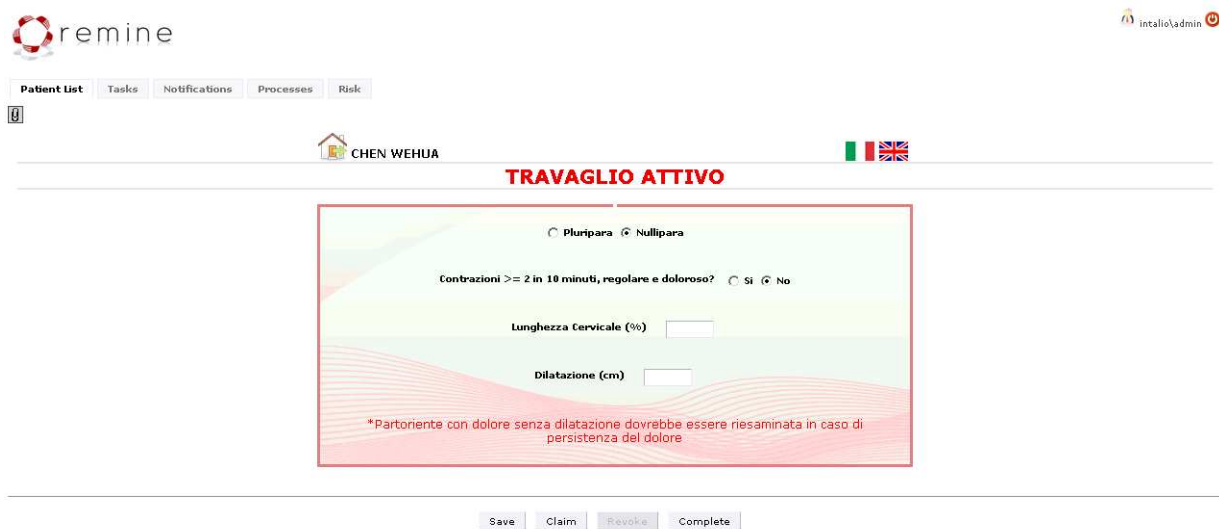 remine
intalio\admin
Patient List Tasks Notifications Processes Risk
CHEN WEHUA
TRAVAGLIO ATTIVO
Pluripara Nullipara
Contrazioni >= 2 in 10 minuti, regolare e doloroso? Si No
Lunghezza Cervicale (%)
Dilatazione (cm)
*Partoriente con dolore senza dilatazione dovrebbe essere riesaminata in caso di
persistenza del dolore
Save Claim Revoke Complete